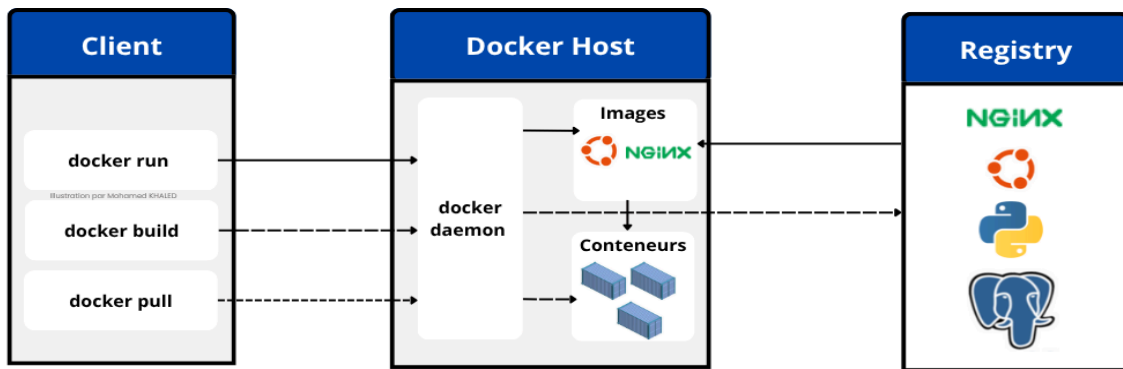 Client
Docker Host
Registry
docker run
Illustration par Mohamed KHALED
docker build
docker pull
docker
daemon
Images
NGiNX
Conteneurs
NGiNX